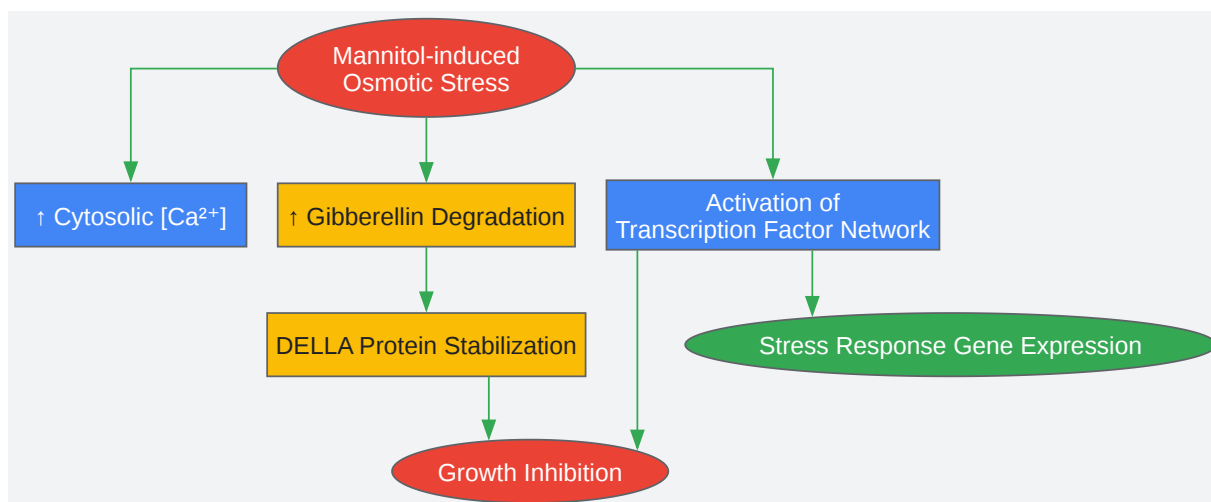 Mannitol-induced
Osmotic Stress
↑ Cytosolic [Ca²⁺]
↑ Gibberellin Degradation
Activation of
Transcription Factor Network
DELLA Protein Stabilization
Stress Response Gene Expression
Growth Inhibition